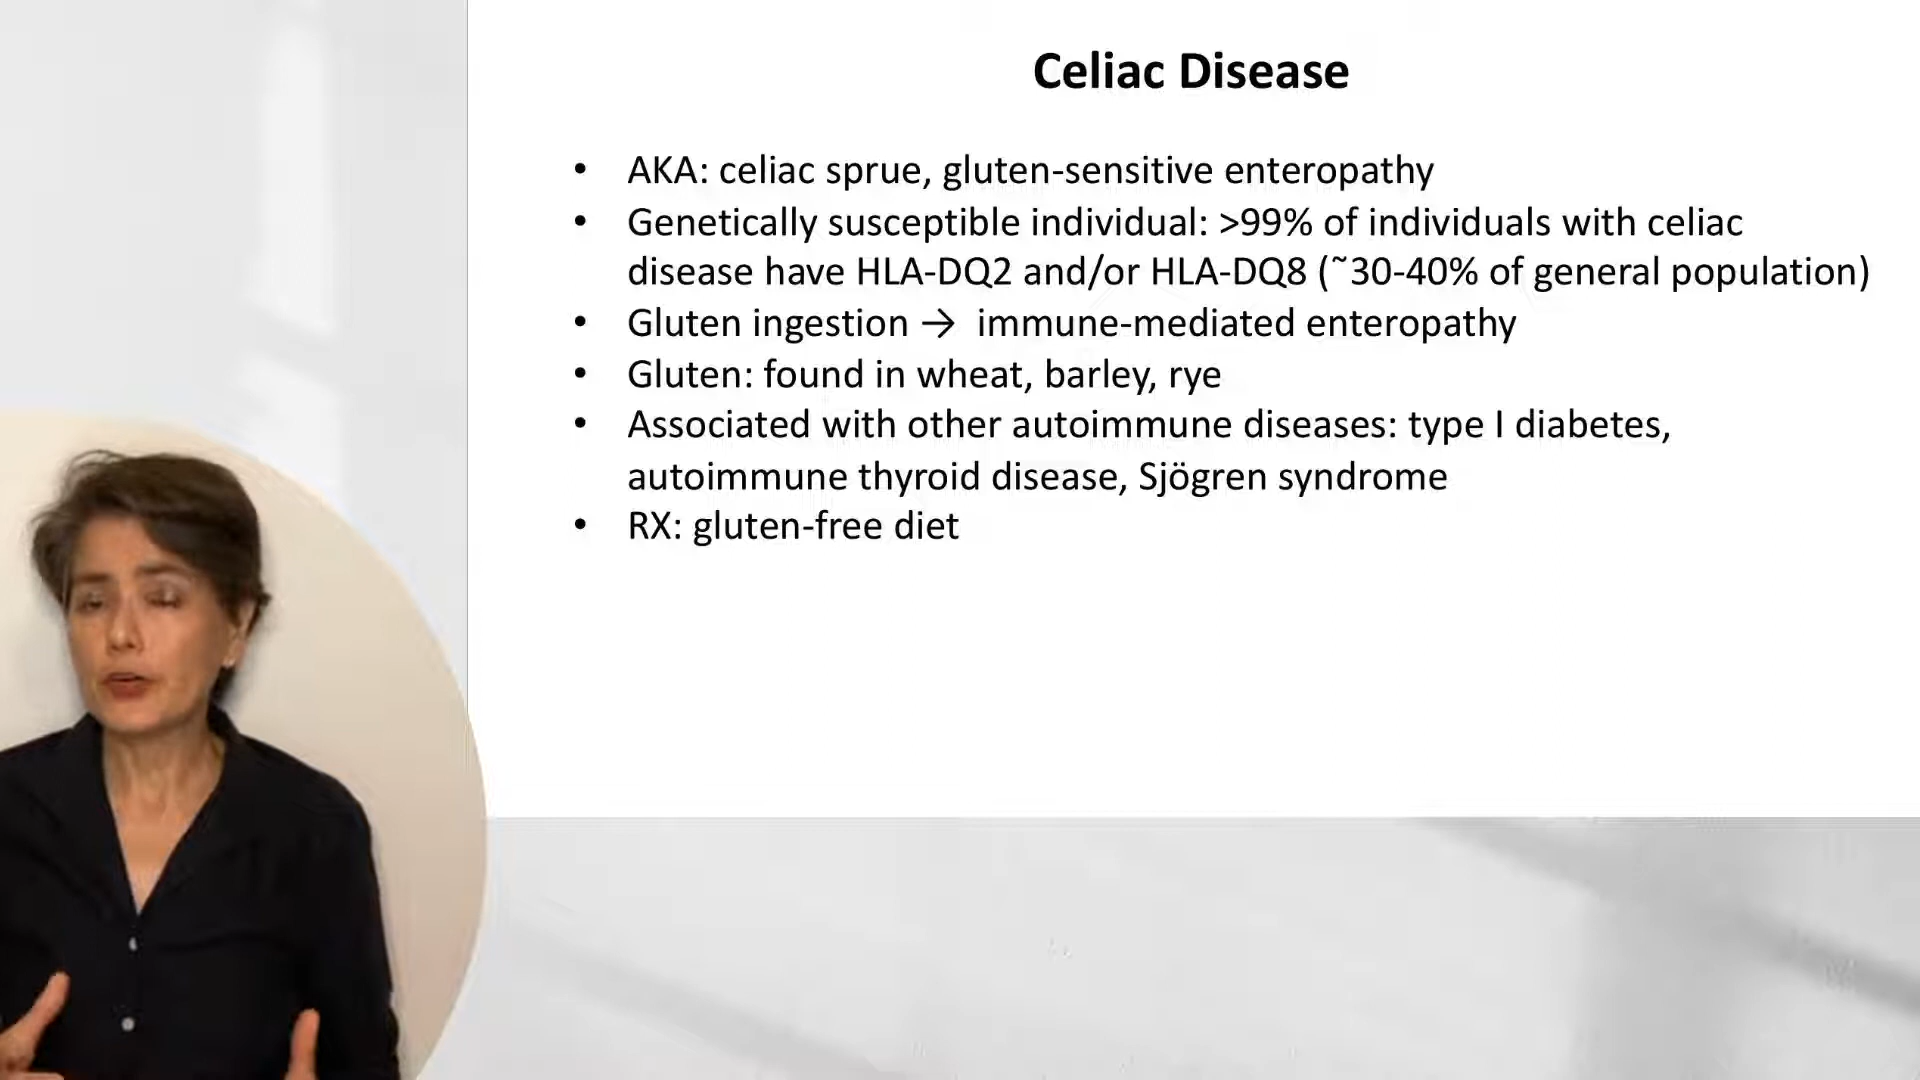 Celiac Disease
• AKA: celiac sprue, gluten-sensitive enteropathy
• Genetically susceptible individual: >99% of individuals with celiac
disease have HLA-DQ2 and/or HLA-DQ8 (˜30-40% of general population)
• Gluten ingestion → immune-mediated enteropathy
• Gluten: found in wheat, barley, rye
• Associated with other autoimmune diseases: type I diabetes,
autoimmune thyroid disease, Sjögren syndrome
• RX: gluten-free diet